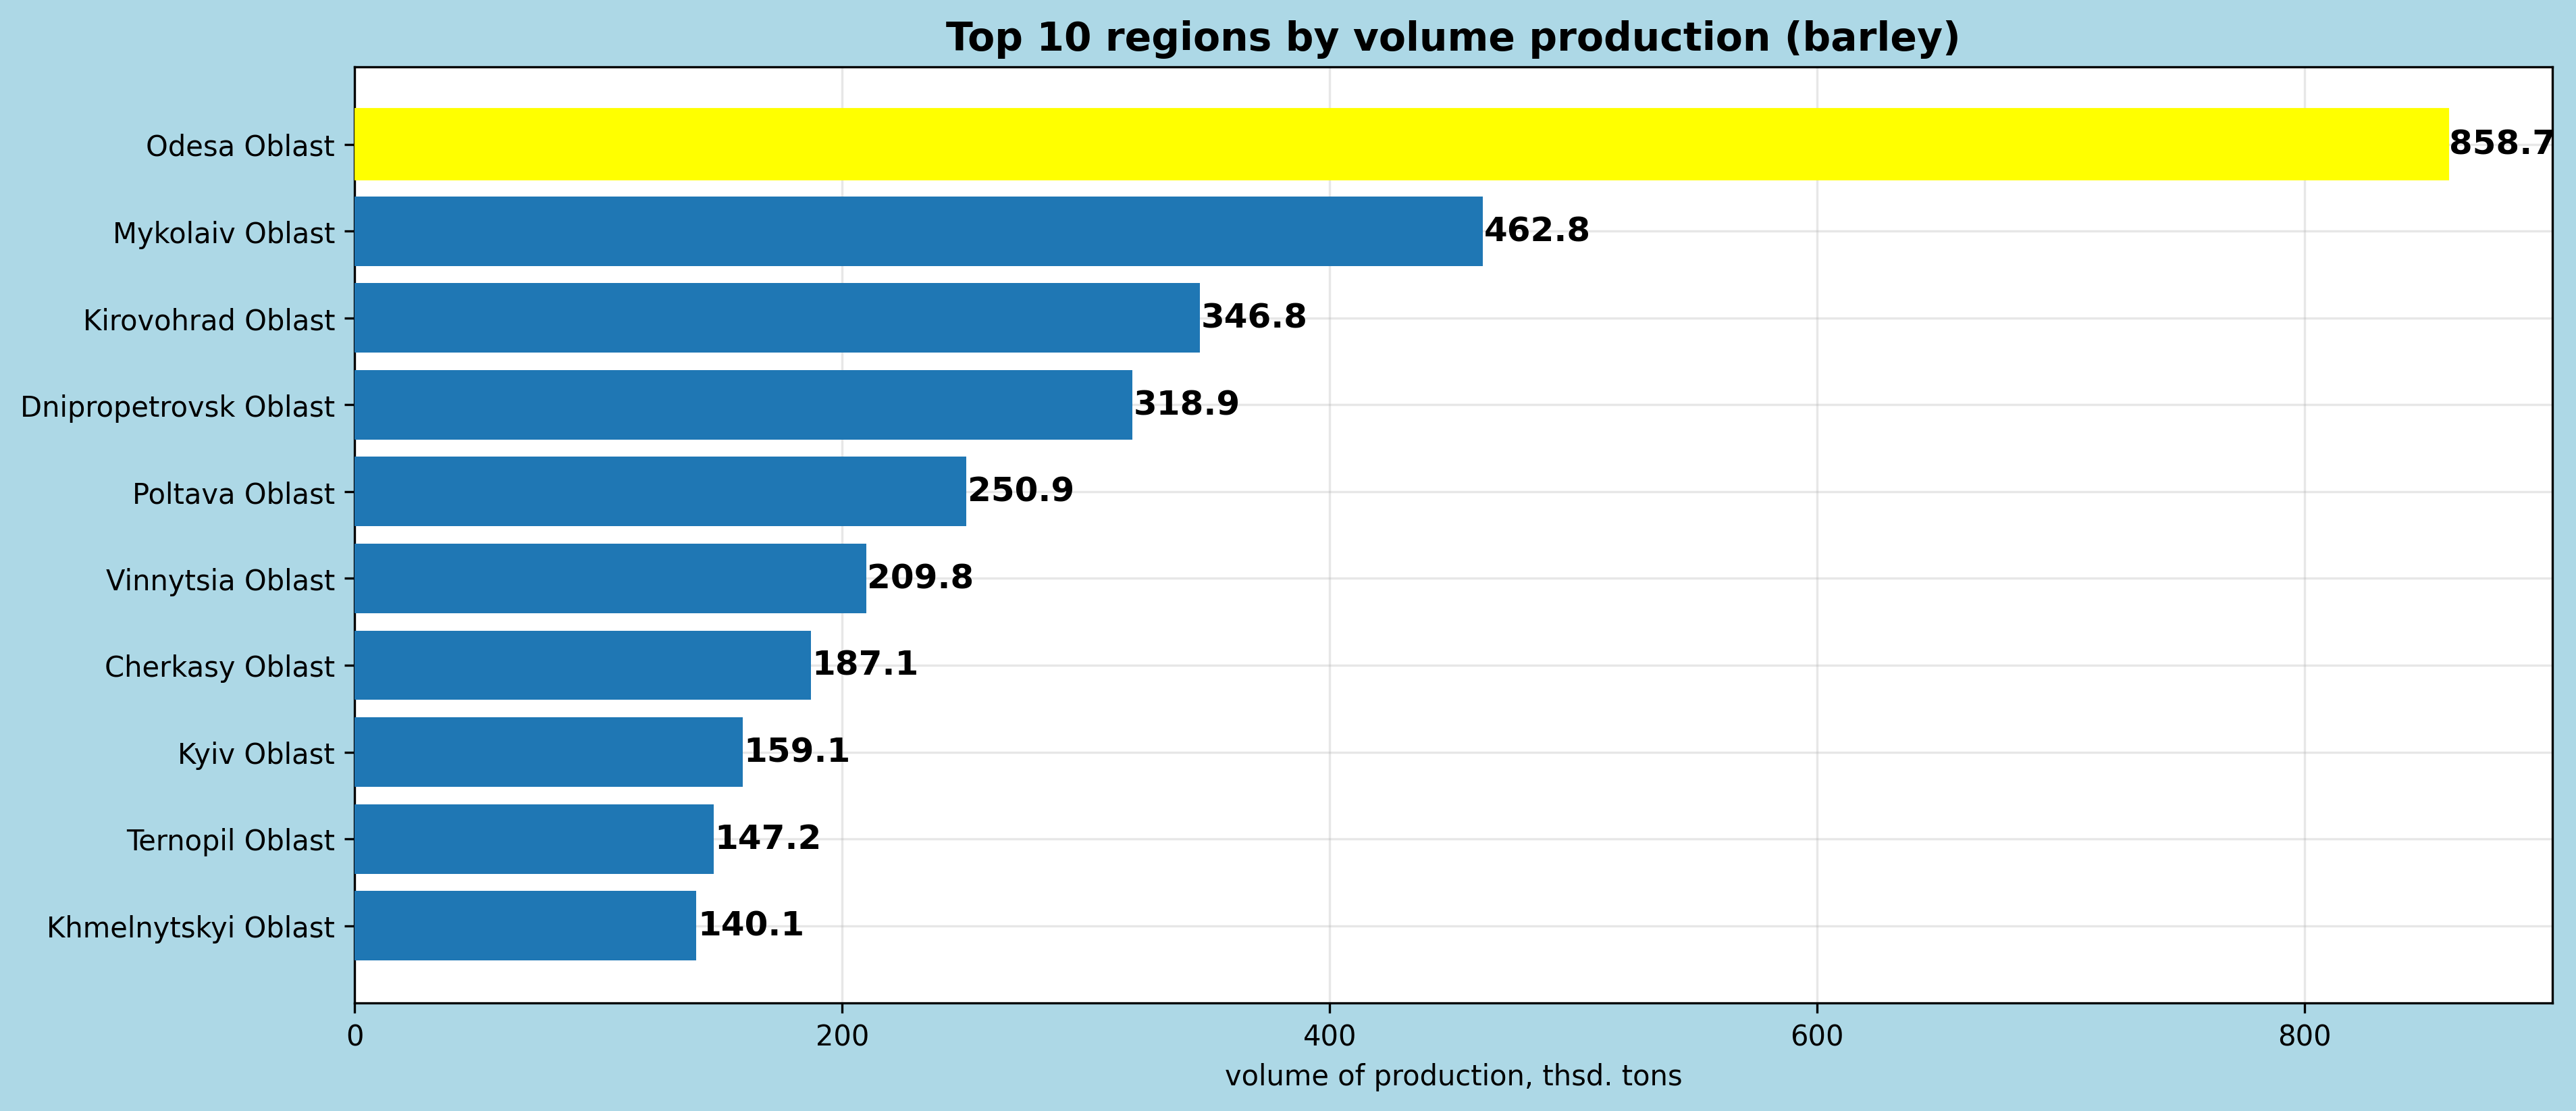 Top 10 regions by volume production (barley)
Odesa Oblast 858.7
Mykolaiv Oblast 462.8
Kirovohrad Oblast 346.8
Dnipropetrovsk Oblast 318.9
Poltava Oblast 250.9
Vinnytsia Oblast 209.8
Cherkasy Oblast 187.1
Kyiv Oblast 159.1
Ternopil Oblast 147.2
Khmelnytskyi Oblast 140.1
0 200 400 600 800
volume of production, thsd. tons